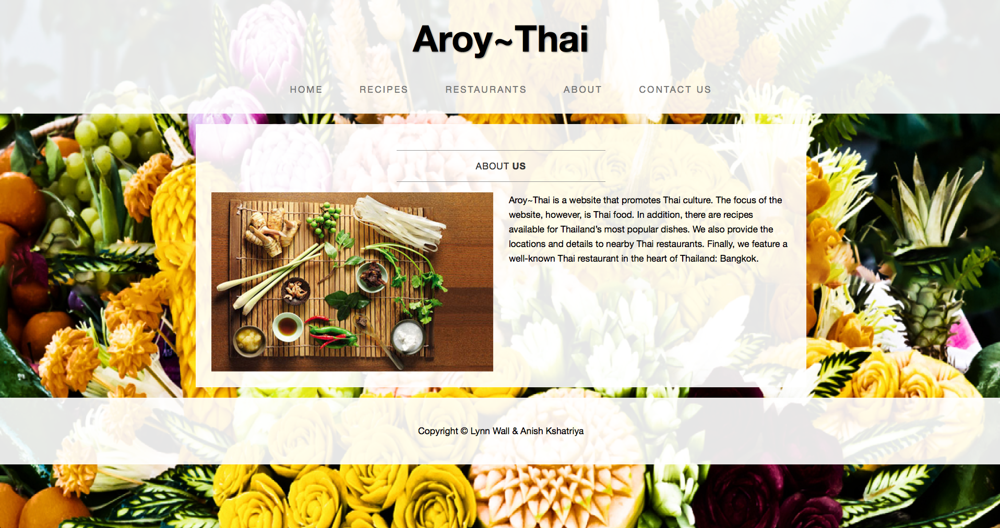 Aroy~Thai
HOME RECIPES RESTAURANTS ABOUT CONTACT US
ABOUT US
Aroy~Thai is a website that promotes Thai culture. The focus of the
website, however, is Thai food. In addition, there are recipes
available for Thailand’s most popular dishes. We also provide the
locations and details to nearby Thai restaurants. Finally, we feature a
well-known Thai restaurant in the heart of Thailand: Bangkok.
Copyright © Lynn Wall & Anish Kshatriya